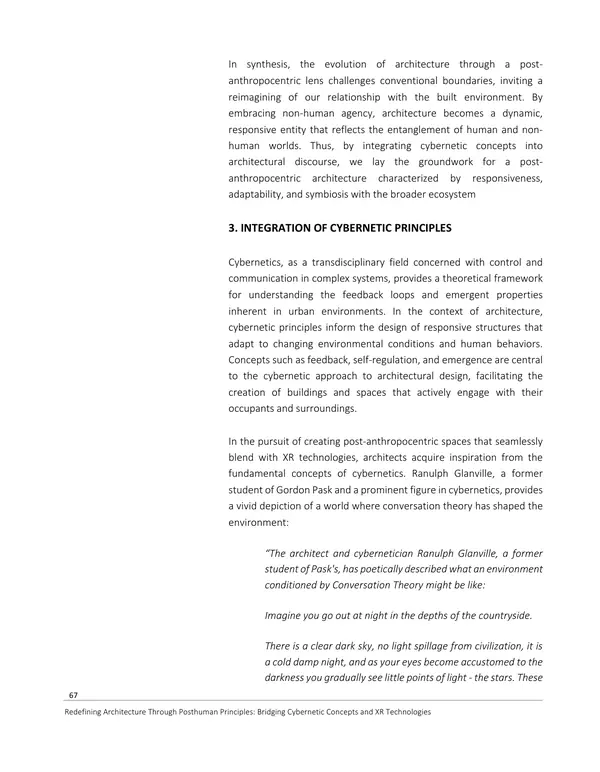 In synthesis, the evolution of architecture through a post-
anthropocentric lens challenges conventional boundaries, inviting a
reimagining of our relationship with the built environment. By
embracing non-human agency, architecture becomes a dynamic,
responsive entity that reflects the entanglement of human and non-
human worlds. Thus, by integrating cybernetic concepts into
architectural discourse, we lay the groundwork for a post-
anthropocentric architecture characterized by responsiveness,
adaptability, and symbiosis with the broader ecosystem
3. INTEGRATION OF CYBERNETIC PRINCIPLES
Cybernetics, as a transdisciplinary field concerned with control and
communication in complex systems, provides a theoretical framework
for understanding the feedback loops and emergent properties
inherent in urban environments. In the context of architecture,
cybernetic principles inform the design of responsive structures that
adapt to changing environmental conditions and human behaviors.
Concepts such as feedback, self-regulation, and emergence are central
to the cybernetic approach to architectural design, facilitating the
creation of buildings and spaces that actively engage with their
occupants and surroundings.
In the pursuit of creating post-anthropocentric spaces that seamlessly
blend with XR technologies, architects acquire inspiration from the
fundamental concepts of cybernetics. Ranulph Glanville, a former
student of Gordon Pask and a prominent figure in cybernetics, provides
a vivid depiction of a world where conversation theory has shaped the
environment:
“The architect and cybernetician Ranulph Glanville, a former
student of Pask's, has poetically described what an environment
conditioned by Conversation Theory might be like:
Imagine you go out at night in the depths of the countryside.
There is a clear dark sky, no light spillage from civilization, it is
a cold damp night, and as your eyes become accustomed to the
darkness you gradually see little points of light - the stars. These
67
Redefining Architecture Through Posthuman Principles: Bridging Cybernetic Concepts and XR Technologies